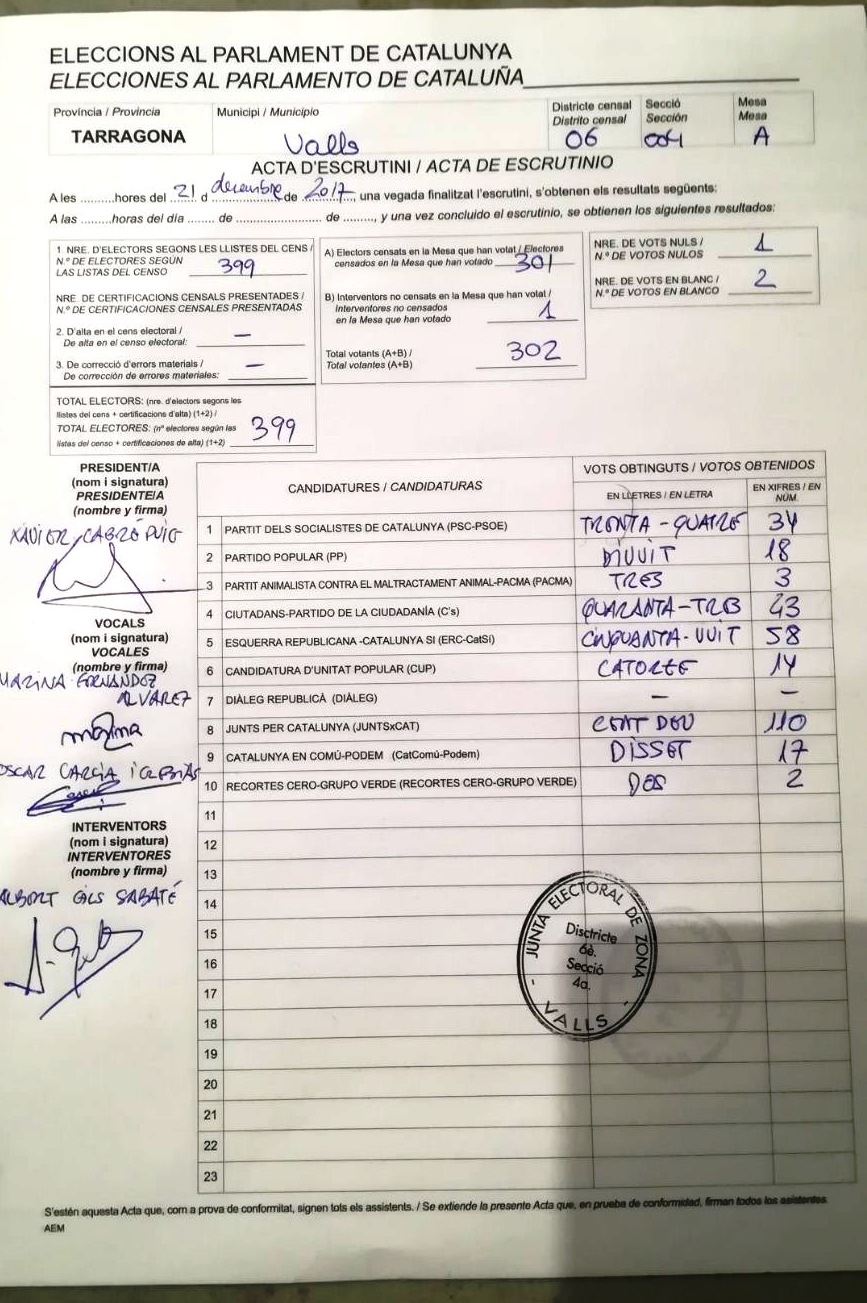 ELECCIONS AL PARLAMENT DE CATALUNYA
ELECCIONES AL PARLAMENTO DE CATALUÑA
Província / Provincia
TARRAGONA
Municipi / Municipio
Valls
Districte censal
Distrito censal
06
Secció
Sección
004
Mesa
Mesa
A
ACTA D'ESCRUTINI / ACTA DE ESCRUTINIO
A les .........hores del 21 d desembre de 2017, una vegada finalitzat l'escrutini, s'obtenen els resultats següents:
A las .........horas del día ....... de ...................... de ........., y una vez concluido el escrutinio, se obtienen los siguientes resultados:
1 NRE. D'ELECTORS SEGONS LES LLISTES DEL CENS /
N.º DE ELECTORES SEGÚN
LAS LISTAS DEL CENSO 399
NRE. DE CERTIFICACIONS CENSALS PRESENTADES /
N.º DE CERTIFICACIONES CENSALES PRESENTADAS
2. D'alta en el cens electoral /
De alta en el censo electoral: —
3. De correcció d'errors materials /
De corrección de errores materiales: —
TOTAL ELECTORS: (nre. d'electors segons les
llistes del cens + certificacions d'alta) (1+2) /
TOTAL ELECTORES: (nº electores según las
listas del censo + certificaciones de alta) (1+2) 399
A) Electors censats en la Mesa que han votat / Electores
censados en la Mesa que han votado 301
B) Interventors no censats en la Mesa que han votat /
Interventores no censados
en la Mesa que han votado 1
Total votants (A+B) /
Total votantes (A+B) 302
NRE. DE VOTS NULS /
N.º DE VOTOS NULOS 1
NRE. DE VOTS EN BLANC /
N.º DE VOTOS EN BLANCO 2
PRESIDENT/A
(nom i signatura)
PRESIDENTE/A
(nombre y firma)
XAVIER CABRÉ PUIG
VOCALS
(nom i signatura)
VOCALES
(nombre y firma)
MARINA FERNANDEZ
ALVAREZ
OSCAR GARCIA IGLESIAS
INTERVENTORS
(nom i signatura)
INTERVENTORES
(nombre y firma)
ALBERT GILS SABATÉ
CANDIDATURES / CANDIDATURAS
VOTS OBTINGUTS / VOTOS OBTENIDOS
EN LLETRES / EN LETRA
EN XIFRES / EN
NÚM.
1 PARTIT DELS SOCIALISTES DE CATALUNYA (PSC-PSOE) TRENTA-QUATRE 34
2 PARTIDO POPULAR (PP) DIVUIT 18
3 PARTIT ANIMALISTA CONTRA EL MALTRACTAMENT ANIMAL-PACMA (PACMA) TRES 3
4 CIUTADANS-PARTIDO DE LA CIUDADANÍA (C's) QUARANTA-TRES 43
5 ESQUERRA REPUBLICANA -CATALUNYA SI (ERC-CatSí) CINQUANTA-VUIT 58
6 CANDIDATURA D'UNITAT POPULAR (CUP) CATORZE 14
7 DIÀLEG REPUBLICÀ (DIÀLEG) — —
8 JUNTS PER CATALUNYA (JUNTSxCAT) CENT DEU 110
9 CATALUNYA EN COMÚ-PODEM (CatComú-Podem) DISSET 17
10 RECORTES CERO-GRUPO VERDE (RECORTES CERO-GRUPO VERDE) DOS 2
11
12
13
14
15
16
17
18
19
20
21
22
23
JUNTA ELECTORAL DE ZONA
Disctricte
6è.
Secció
4a.
- VALLS -
S'estén aquesta Acta que, com a prova de conformitat, signen tots els assistents. / Se extiende la presente Acta que, en prueba de conformidad, firman todos los asistentes
AEM